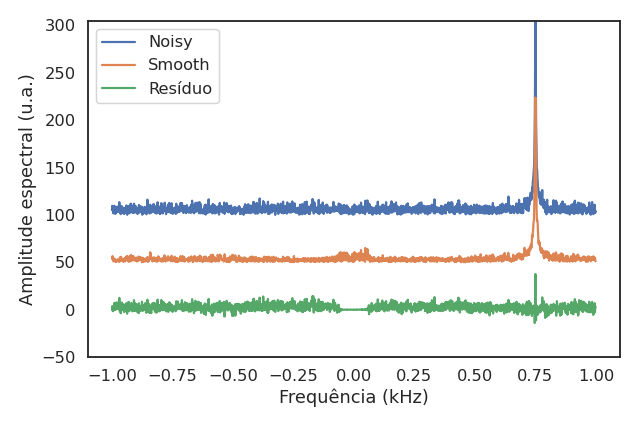 Noisy
Smooth
Resíduo
Amplitude espectral (u.a.)
300
250
200
150
100
50
0
−50
−1.00 −0.75 −0.50 −0.25 0.00 0.25 0.50 0.75 1.00
Frequência (kHz)